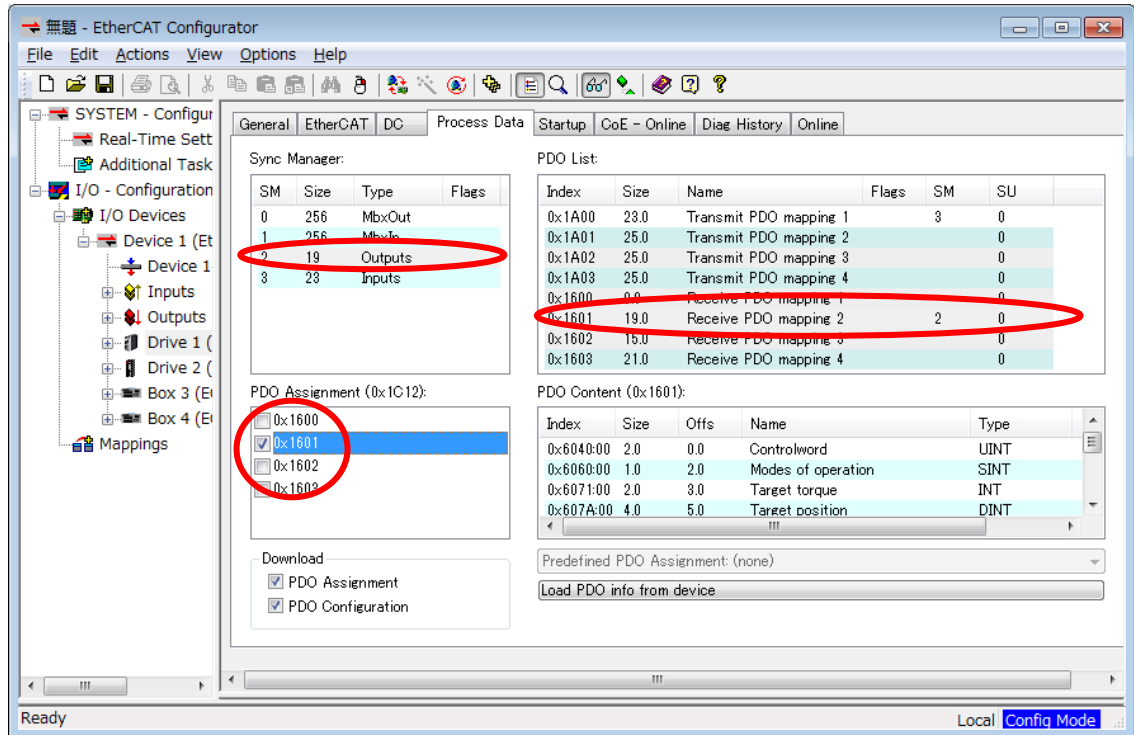 無題 - EtherCAT Configurator
File Edit Actions View Options Help
SYSTEM - Configur
Real-Time Sett
Additional Task
I/O - Configuration
I/O Devices
Device 1 (Et
Device 1
Inputs
Outputs
Drive 1 (
Drive 2 (
Box 3 (E
Box 4 (E
Mappings
General EtherCAT DC Process Data Startup CoE - Online Diag History Online
Sync Manager:
SM Size Type Flags
0 256 MbxOut
1 256 MbxIn
2 19 Outputs
3 23 Inputs
PDO List:
Index Size Name Flags SM SU
0x1A00 23.0 Transmit PDO mapping 1 3 0
0x1A01 25.0 Transmit PDO mapping 2 0
0x1A02 25.0 Transmit PDO mapping 3 0
0x1A03 25.0 Transmit PDO mapping 4 0
0x1600 9.0 Receive PDO mapping 1 0
0x1601 19.0 Receive PDO mapping 2 2 0
0x1602 15.0 Receive PDO mapping 3 0
0x1603 21.0 Receive PDO mapping 4 0
PDO Assignment (0x1C12):
0x1600
0x1601
0x1602
0x1603
PDO Content (0x1601):
Index Size Offs Name Type
0x6040:00 2.0 0.0 Controlword UINT
0x6060:00 1.0 2.0 Modes of operation SINT
0x6071:00 2.0 3.0 Target torque INT
0x607A:00 4.0 5.0 Target position DINT
Download
PDO Assignment
PDO Configuration
Predefined PDO Assignment: (none)
Load PDO info from device
Ready
Local Config Mode